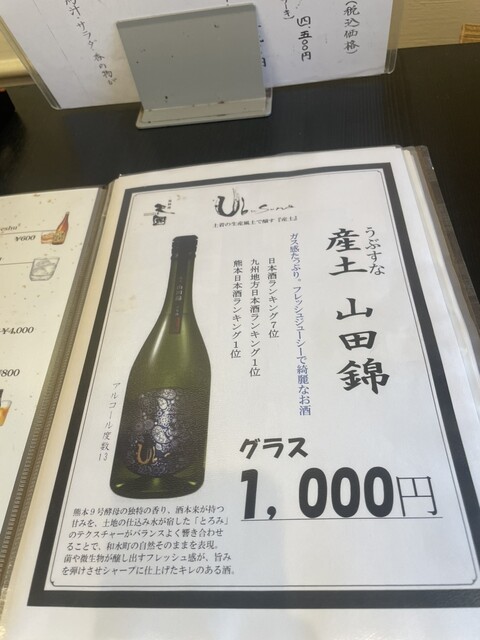 (税込価格)
四五〇〇円
¥600
¥4,000
¥800
うぶすな
産土 山田錦
土着の生産風土で醸す『産土』
ガス感たっぷり。フレッシュジューシーで綺麗なお酒
日本酒ランキング7位
九州地方日本酒ランキング1位
熊本日本酒ランキング1位
アルコール度数13
グラス
1,000円
熊本9号酵母の独特の香り、酒本来が持つ
甘みを、土地の仕込み水が宿した「とろみ」
のテクスチャーがバランスよく響き合わせ
ることで、和水町の自然そのままを表現。
菌や微生物が醸し出すフレッシュ感が、旨み
を弾けさせシャープに仕上げたキレのある酒。